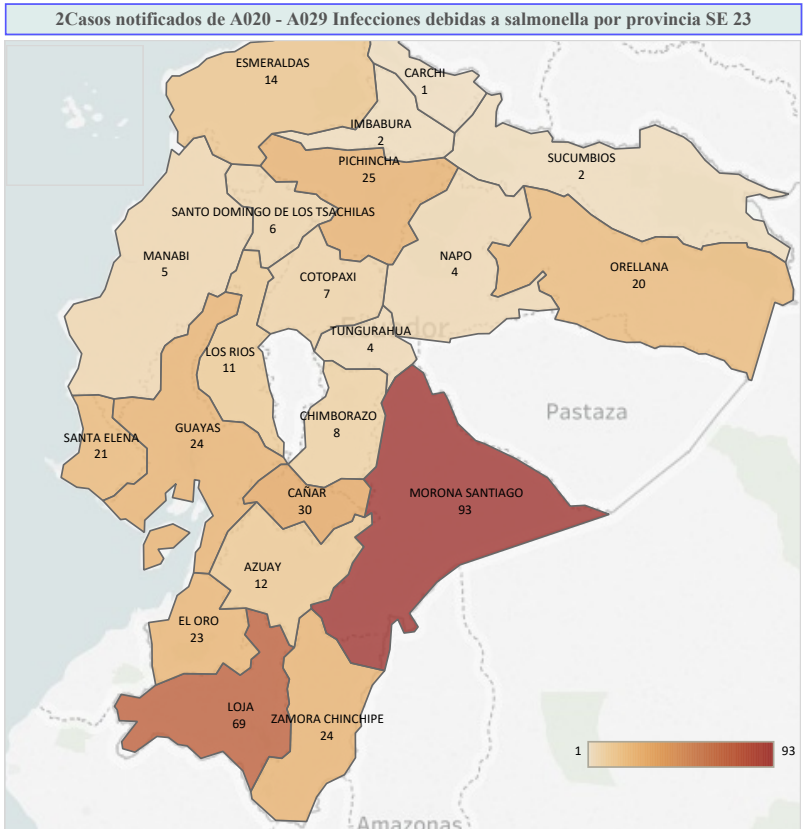 2Casos notificados de A020 - A029 Infecciones debidas a salmonella por provincia SE 23
ESMERALDAS
14
CARCHI
1
IMBABURA
2
PICHINCHA
25
SUCUMBIOS
2
SANTO DOMINGO DE LOS TSACHILAS
6
MANABI
5
NAPO
4
ORELLANA
20
COTOPAXI
7
Ecuador
TUNGURAHUA
4
LOS RIOS
11
Pastaza
CHIMBORAZO
8
SANTA ELENA
21
GUAYAS
24
CAÑAR
30
MORONA SANTIAGO
93
AZUAY
12
EL ORO
23
LOJA
69
ZAMORA CHINCHIPE
24
1
93
Amazonas